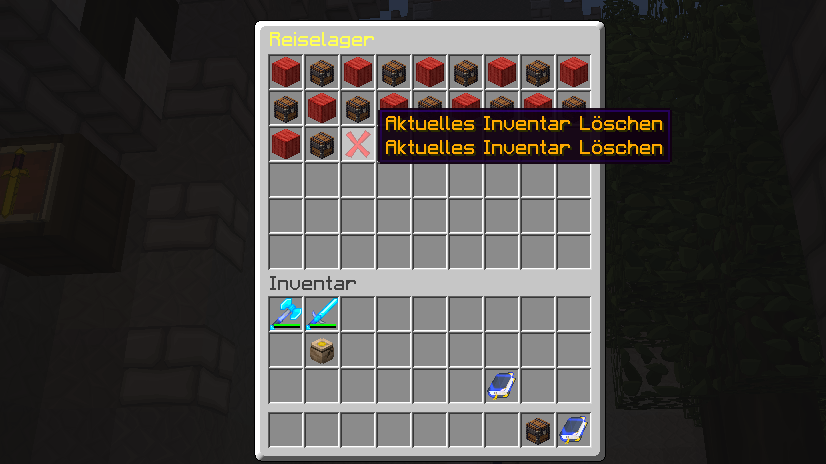 Reiselager
Aktuelles Inventar Löschen
Aktuelles Inventar Löschen
Inventar